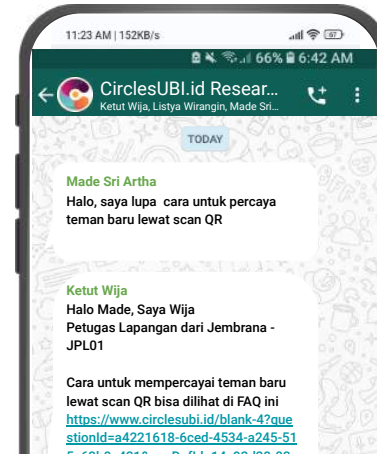 11:23 AM | 152KB/s
67
66% 6:42 AM
CirclesUBI.id Resear...
Ketut Wija, Listya Wirangin, Made Sri...
TODAY
Made Sri Artha
Halo, saya lupa cara untuk percaya
teman baru lewat scan QR
Ketut Wija
Halo Made, Saya Wija
Petugas Lapangan dari Jembrana -
JPL01
Cara untuk mempercayai teman baru
lewat scan QR bisa dilihat di FAQ ini
https://www.circlesubi.id/blank-4?que
stionId=a4221618-6ced-4534-a245-51